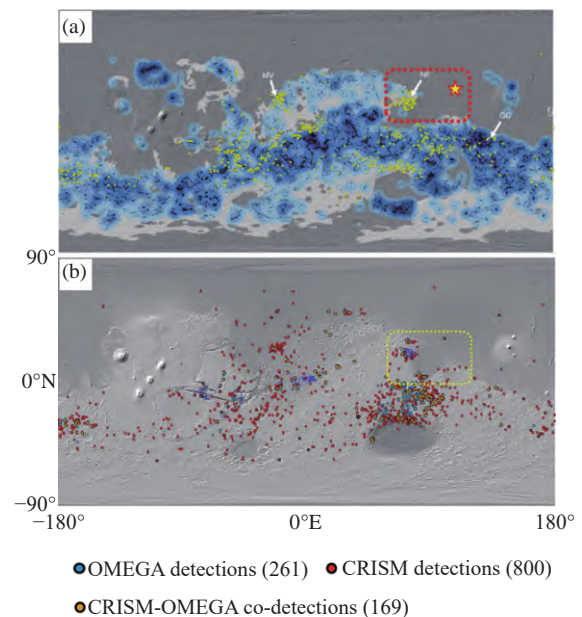 (a)
MV
NF
GC
90°
(b)
0°N
−90°
−180°
0°E
180°
OMEGA detections (261)
CRISM detections (800)
CRISM-OMEGA co-detections (169)